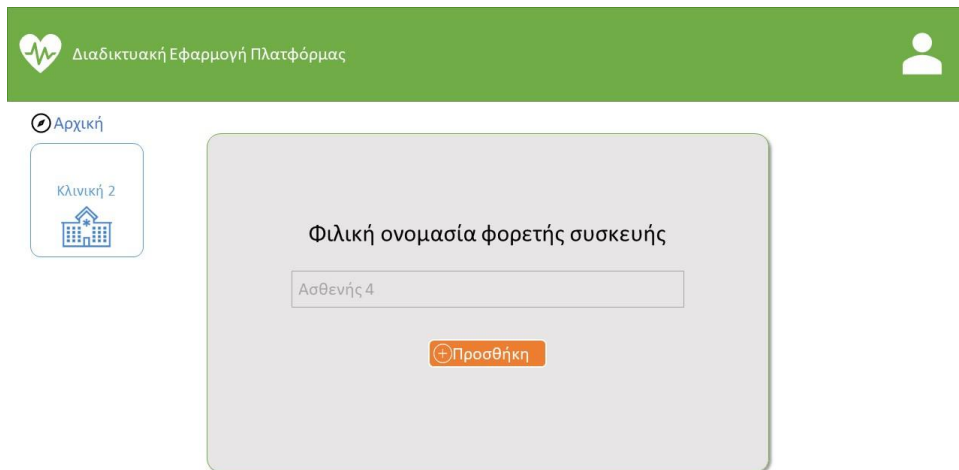 Διαδικτυακή Εφαρμογή Πλατφόρμας
Αρχική
Κλινική 2
Φιλική ονομασία φορετής συσκευής
Ασθενής 4
Προσθήκη